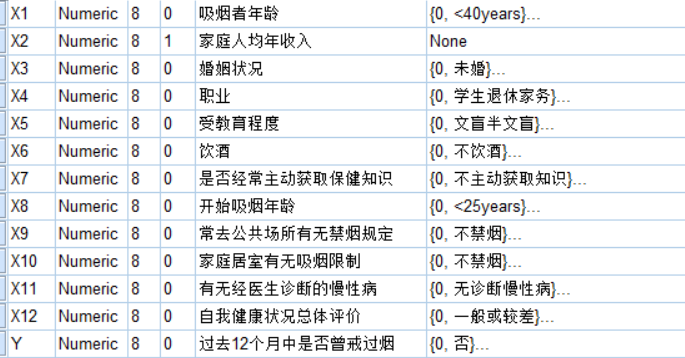 X1 Numeric 8 0 吸烟者年龄 {0, <40years}...
X2 Numeric 8 1 家庭人均年收入 None
X3 Numeric 8 0 婚姻状况 {0, 未婚}...
X4 Numeric 8 0 职业 {0, 学生退休家务}...
X5 Numeric 8 0 受教育程度 {0, 文盲半文盲}...
X6 Numeric 8 0 饮酒 {0, 不饮酒}...
X7 Numeric 8 0 是否经常主动获取保健知识 {0, 不主动获取知识}...
X8 Numeric 8 0 开始吸烟年龄 {0, <25years}...
X9 Numeric 8 0 常去公共场所有无禁烟规定 {0, 不禁烟}...
X10 Numeric 8 0 家庭居室有无吸烟限制 {0, 不禁烟}...
X11 Numeric 8 0 有无经医生诊断的慢性病 {0, 无诊断慢性病}...
X12 Numeric 8 0 自我健康状况总体评价 {0, 一般或较差}...
Y Numeric 8 0 过去12个月中是否曾戒过烟 {0, 否}...